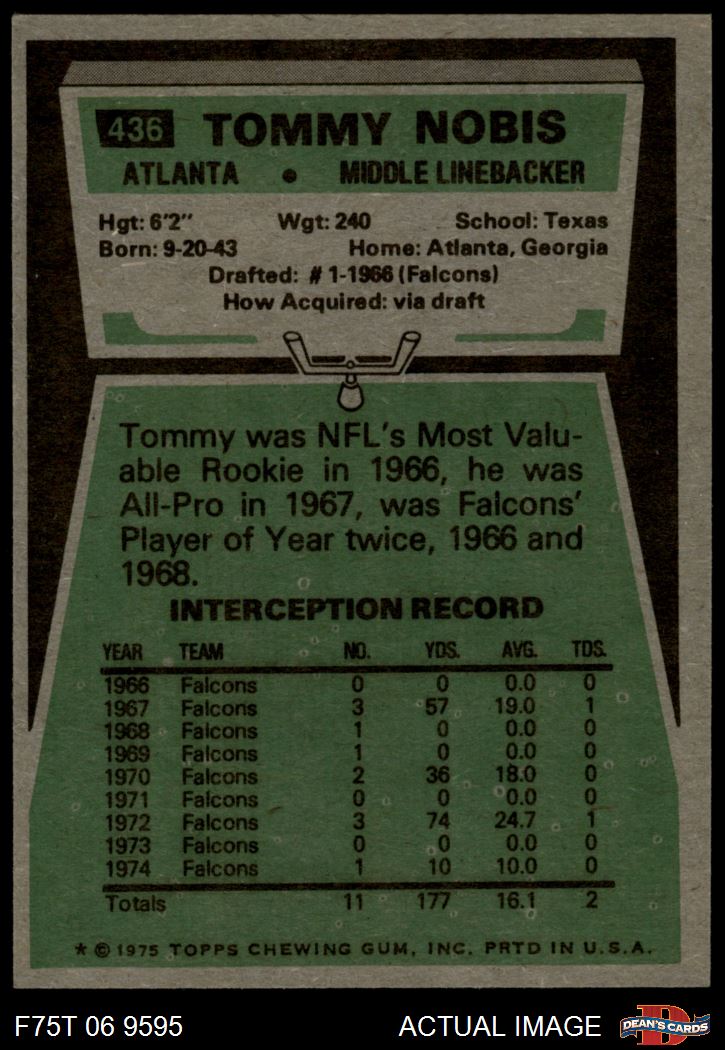 436 TOMMY NOBIS
ATLANTA • MIDDLE LINEBACKER
Hgt: 6'2" Wgt: 240 School: Texas
Born: 9-20-43 Home: Atlanta, Georgia
Drafted: #1-1966 (Falcons)
How Acquired: via draft
Tommy was NFL's Most Valu-
able Rookie in 1966, he was
All-Pro in 1967, was Falcons'
Player of Year twice, 1966 and
1968.
INTERCEPTION RECORD
YEAR TEAM NO. YDS. AVG. TDS.
1966 Falcons 0 0 0.0 0
1967 Falcons 3 57 19.0 1
1968 Falcons 1 0 0.0 0
1969 Falcons 1 0 0.0 0
1970 Falcons 2 36 18.0 0
1971 Falcons 0 0 0.0 0
1972 Falcons 3 74 24.7 1
1973 Falcons 0 0 0.0 0
1974 Falcons 1 10 10.0 0
Totals 11 177 16.1 2
* © 1975 TOPPS CHEWING GUM, INC. PRTD IN U.S.A.
F75T 06 9595 ACTUAL IMAGE D DEAN'S CARDS